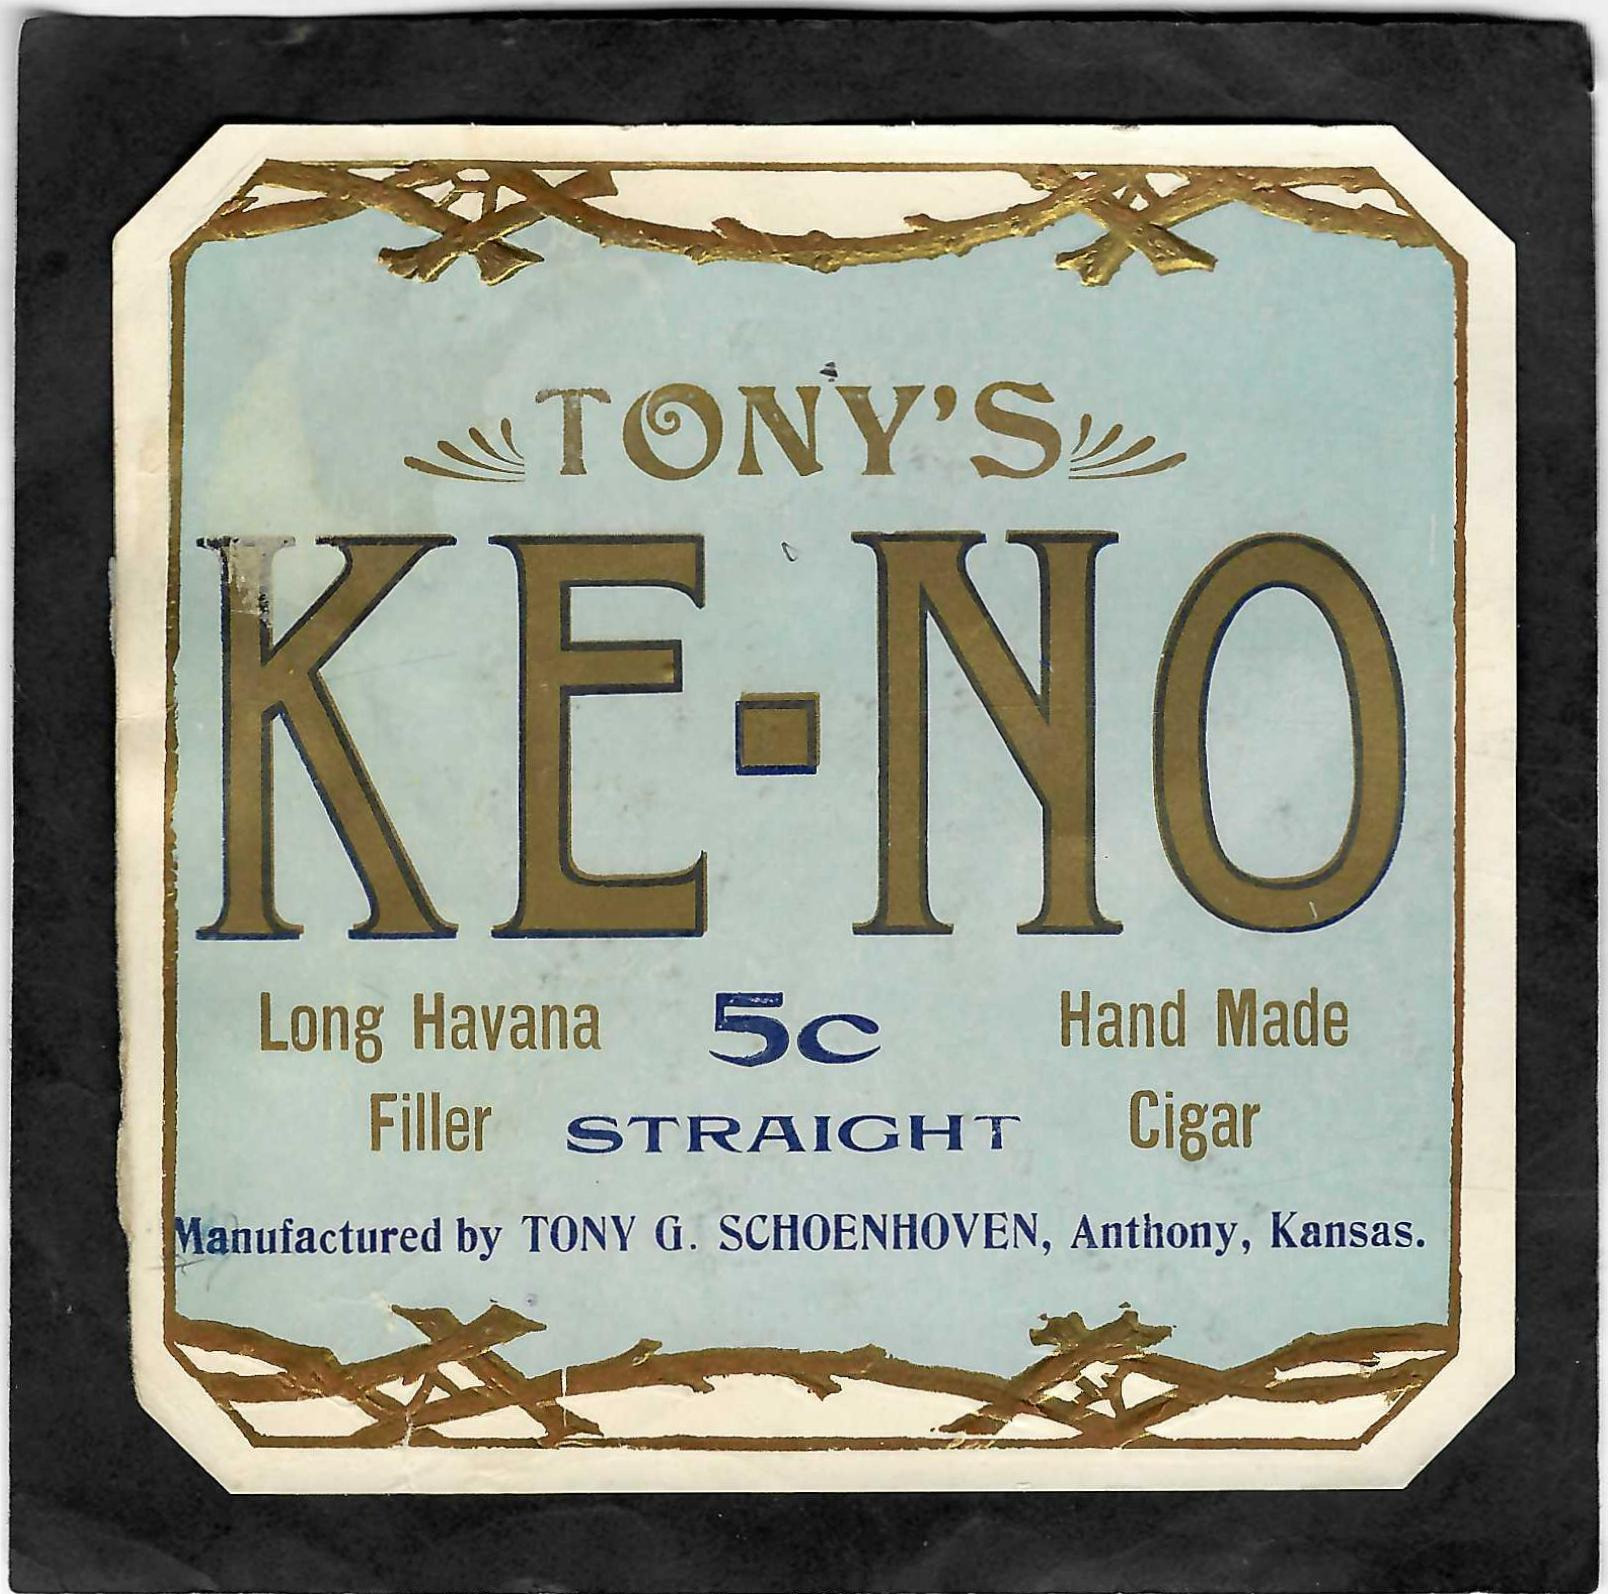 TONY'S
KE-NO
Long Havana 5c Hand Made
Filler STRAIGHT Cigar
Manufactured by TONY G. SCHOENHOVEN, Anthony, Kansas.